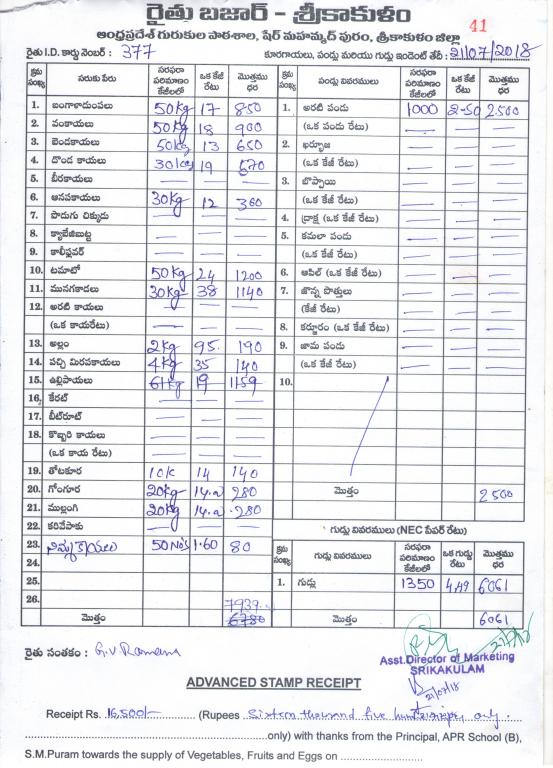 రైతు బజార్ - శ్రీకాకుళం
41
ఆంధ్రప్రదేశ్ గురుకుల పాఠశాల, షేర్ మహమ్మద్ పురం, శ్రీకాకుళం జిల్లా
రైతు I.D. కార్డు నెంబర్ : 377 కూరగాయలు, పండ్లు మరియు గుడ్లు ఇండెంట్ తేదీ : 21/07/2018
క్రమ సంఖ్య సరుకు పేరు సరఫరా పరిమాణం కేజీలలో ఒక కేజీ రేటు మొత్తము ధర
1. బంగాళాదుంపలు 50kg 17 850
2. వంకాయలు 50kg 18 900
3. బెండకాయలు 50kg 13 650
4. దొండ కాయలు 30kg 19 570
5. బీరకాయలు
6. ఆనపకాయలు 30kg 12 360
7. పొడుగు చిక్కుడు
8. క్యాబేజిబుట్ట
9. కాలీఫ్లవర్
10. టమాటో 50kg 24 1200
11. మునగకాడలు 30kg 38 1140
12. అరటి కాయలు
(ఒక కాయరేటు)
13. అల్లం 2kg 95. 190
14. పచ్చి మిరపకాయలు 4kg 35 140
15. ఉల్లిపాయలు 61kg 19 1159
16. కేరట్
17. బీట్‌రూట్
18. కొబ్బరి కాయలు
(ఒక కాయ రేటు)
19. తోటకూర 10k 14 140
20. గోంగూర 20kg 280
21. ముల్లంగి 20kg 280
22. కరివేపాకు
23. నిమ్మకాయలు 50 Nos 1.60 80
24.
25.
26. 7939
మొత్తం 6780
క్రమ సంఖ్య పండ్లు వివరములు సరఫరా పరిమాణం కేజీలలో ఒక కేజీ రేటు మొత్తము ధర
1. అరటి పండు 1000 2-50 2500
(ఒక పండు రేటు)
2. ఖర్బూజ
(ఒక కేజీ రేటు)
3. బొప్పాయి
(ఒక కేజీ రేటు)
4. ద్రాక్ష (ఒక కేజీ రేటు)
5. కమలా పండు
(ఒక కేజీ రేటు)
6. ఆపిల్ (ఒక కేజీ రేటు)
7. జొన్న పొత్తులు
(కేజీ రేటు)
8. కర్జూరం (ఒక కేజీ రేటు)
9. జామ పండు
(ఒక కేజీ రేటు)
10.
మొత్తం 2500
గుడ్లు వివరములు (NEC పేపర్ రేటు)
క్రమ సంఖ్య గుడ్లు వివరములు సరఫరా పరిమాణం కేజీలలో ఒక గుడ్డు రేటు మొత్తము ధర
1. గుడ్లు 1350 4.49 6061
మొత్తం 6061
రైతు సంతకం : G.V Ramana
Asst.Director of Marketing
SRIKAKULAM
21/07/18
ADVANCED STAMP RECEIPT
Receipt Rs. 16,500/- (Rupees Sixteen thousand five only.
only) with thanks from the Principal, APR School (B),
S.M.Puram towards the supply of Vegetables, Fruits and Eggs on